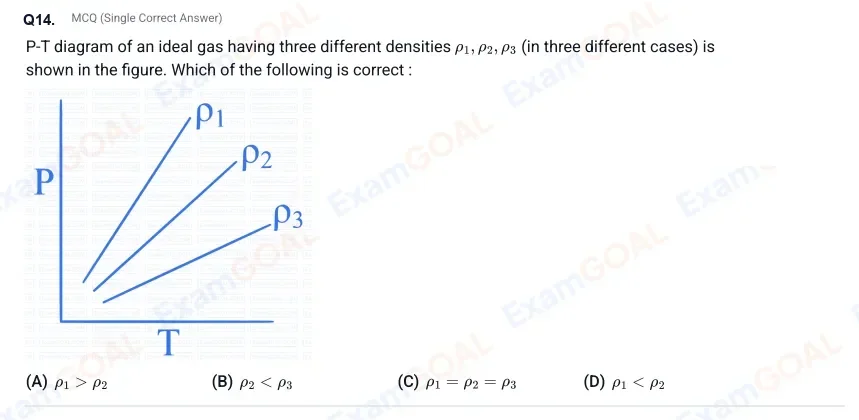 Q14. MCQ (Single Correct Answer)
P-T diagram of an ideal gas having three different densities ρ₁, ρ₂, ρ₃ (in three different cases) is
shown in the figure. Which of the following is correct :
ρ1
ρ2
P
ρ3
T
(A) ρ₁ > ρ₂ (B) ρ₂ < ρ₃ (C) ρ₁ = ρ₂ = ρ₃ (D) ρ₁ < ρ₂
ExamGOAL